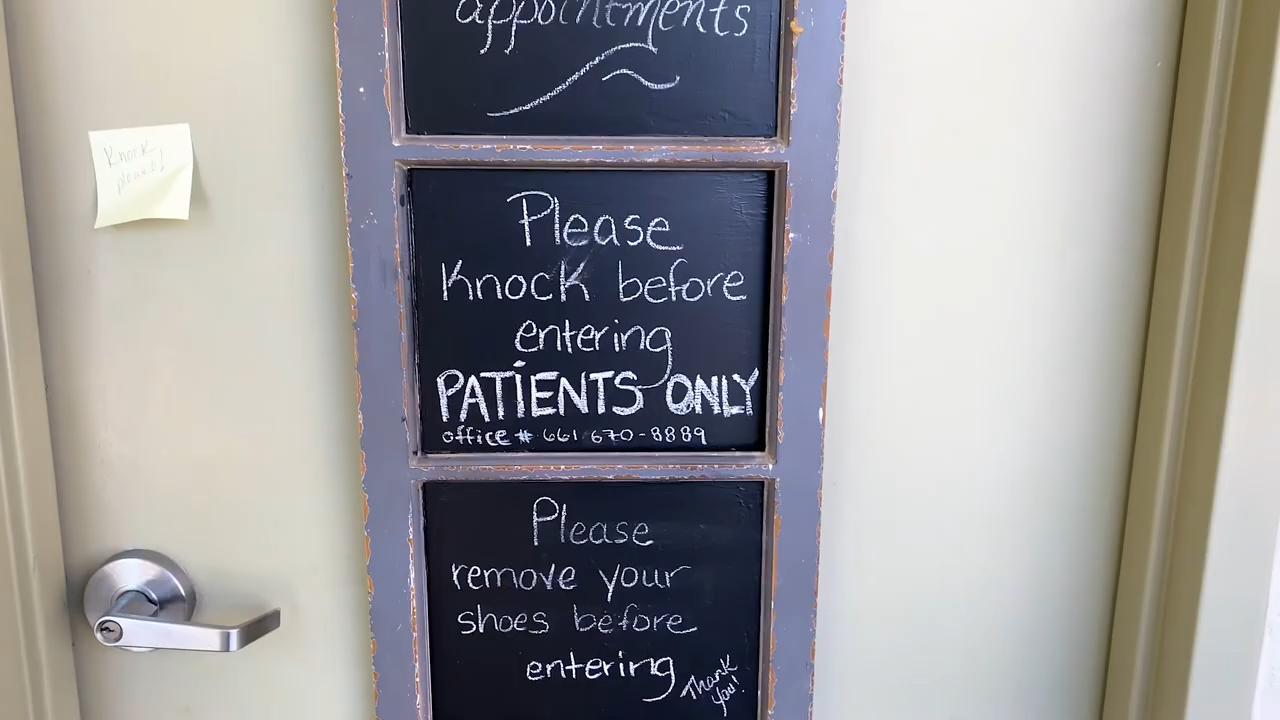 appointments
Knock
please!
Please
Knock before
entering
PATIENTS ONLY
office # 661 670-8889
Please
remove your
shoes before
entering
Thank
You!